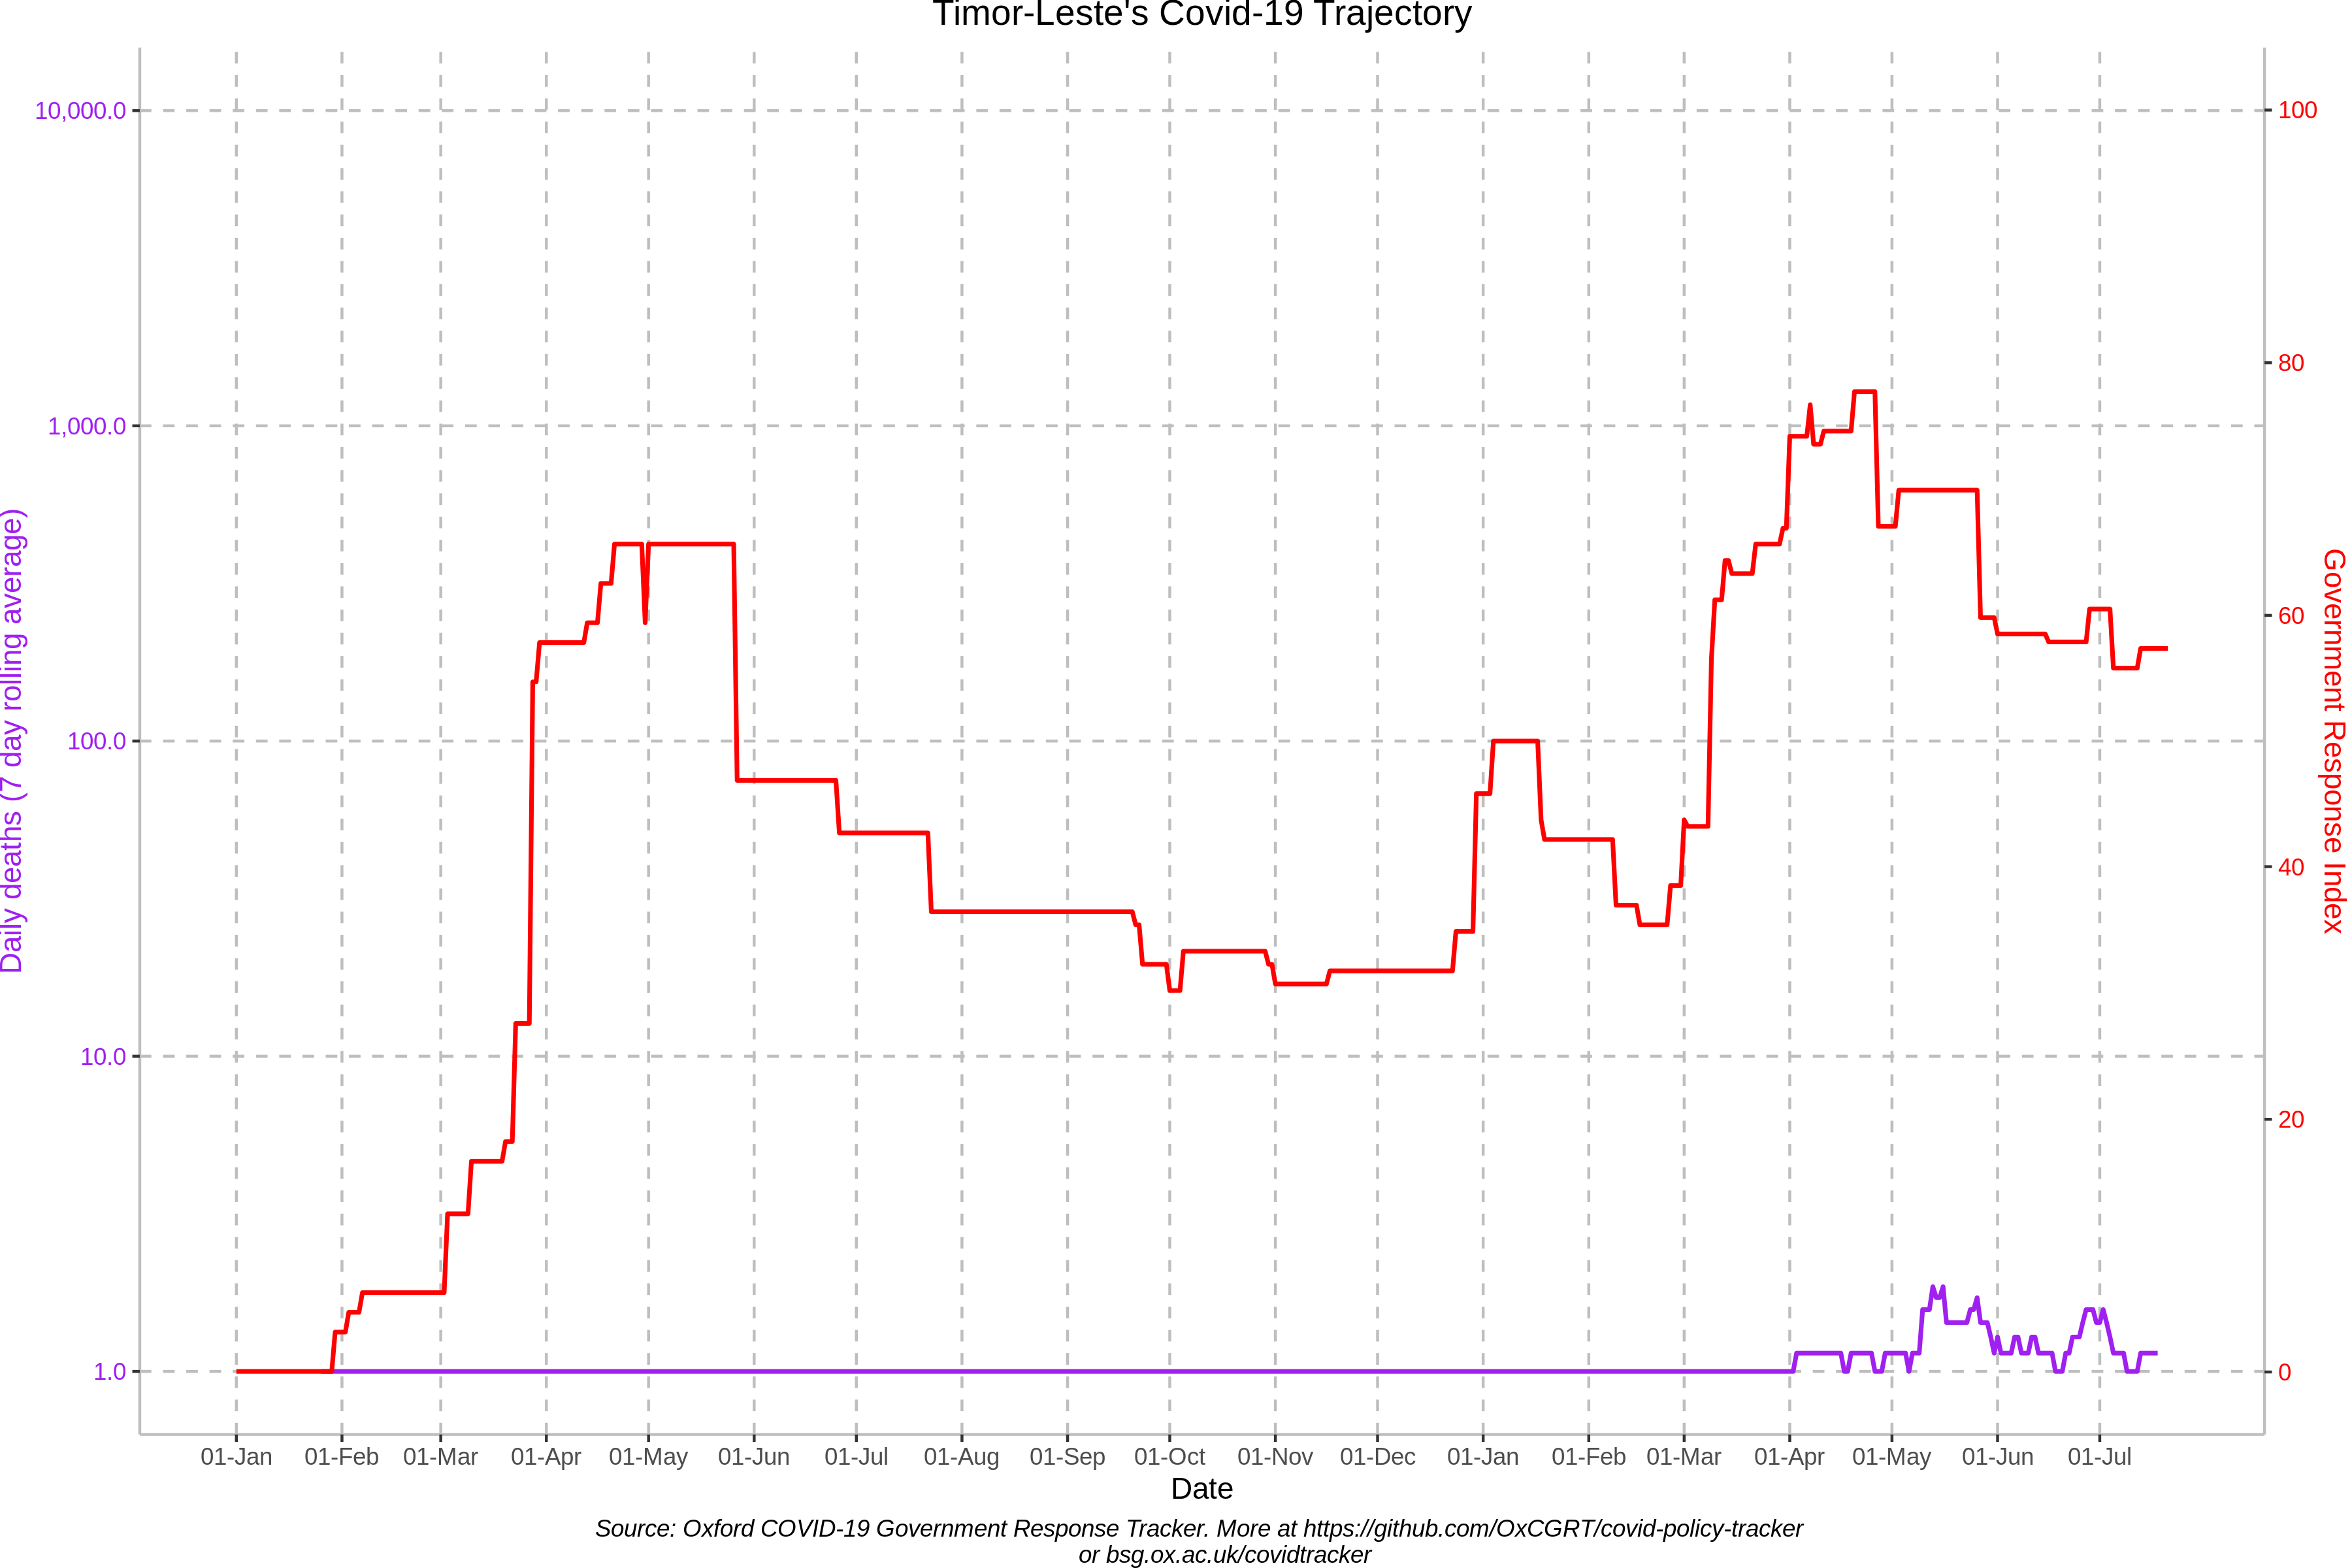 Timor-Leste's Covid-19 Trajectory
10,000.0
1,000.0
100.0
10.0
1.0
Daily deaths (7 day rolling average)
100
80
60
40
20
0
Government Response Index
01-Jan 01-Feb 01-Mar 01-Apr 01-May 01-Jun 01-Jul 01-Aug 01-Sep 01-Oct 01-Nov 01-Dec 01-Jan 01-Feb 01-Mar 01-Apr 01-May 01-Jun 01-Jul
Date
Source: Oxford COVID-19 Government Response Tracker. More at https://github.com/OxCGRT/covid-policy-tracker
or bsg.ox.ac.uk/covidtracker